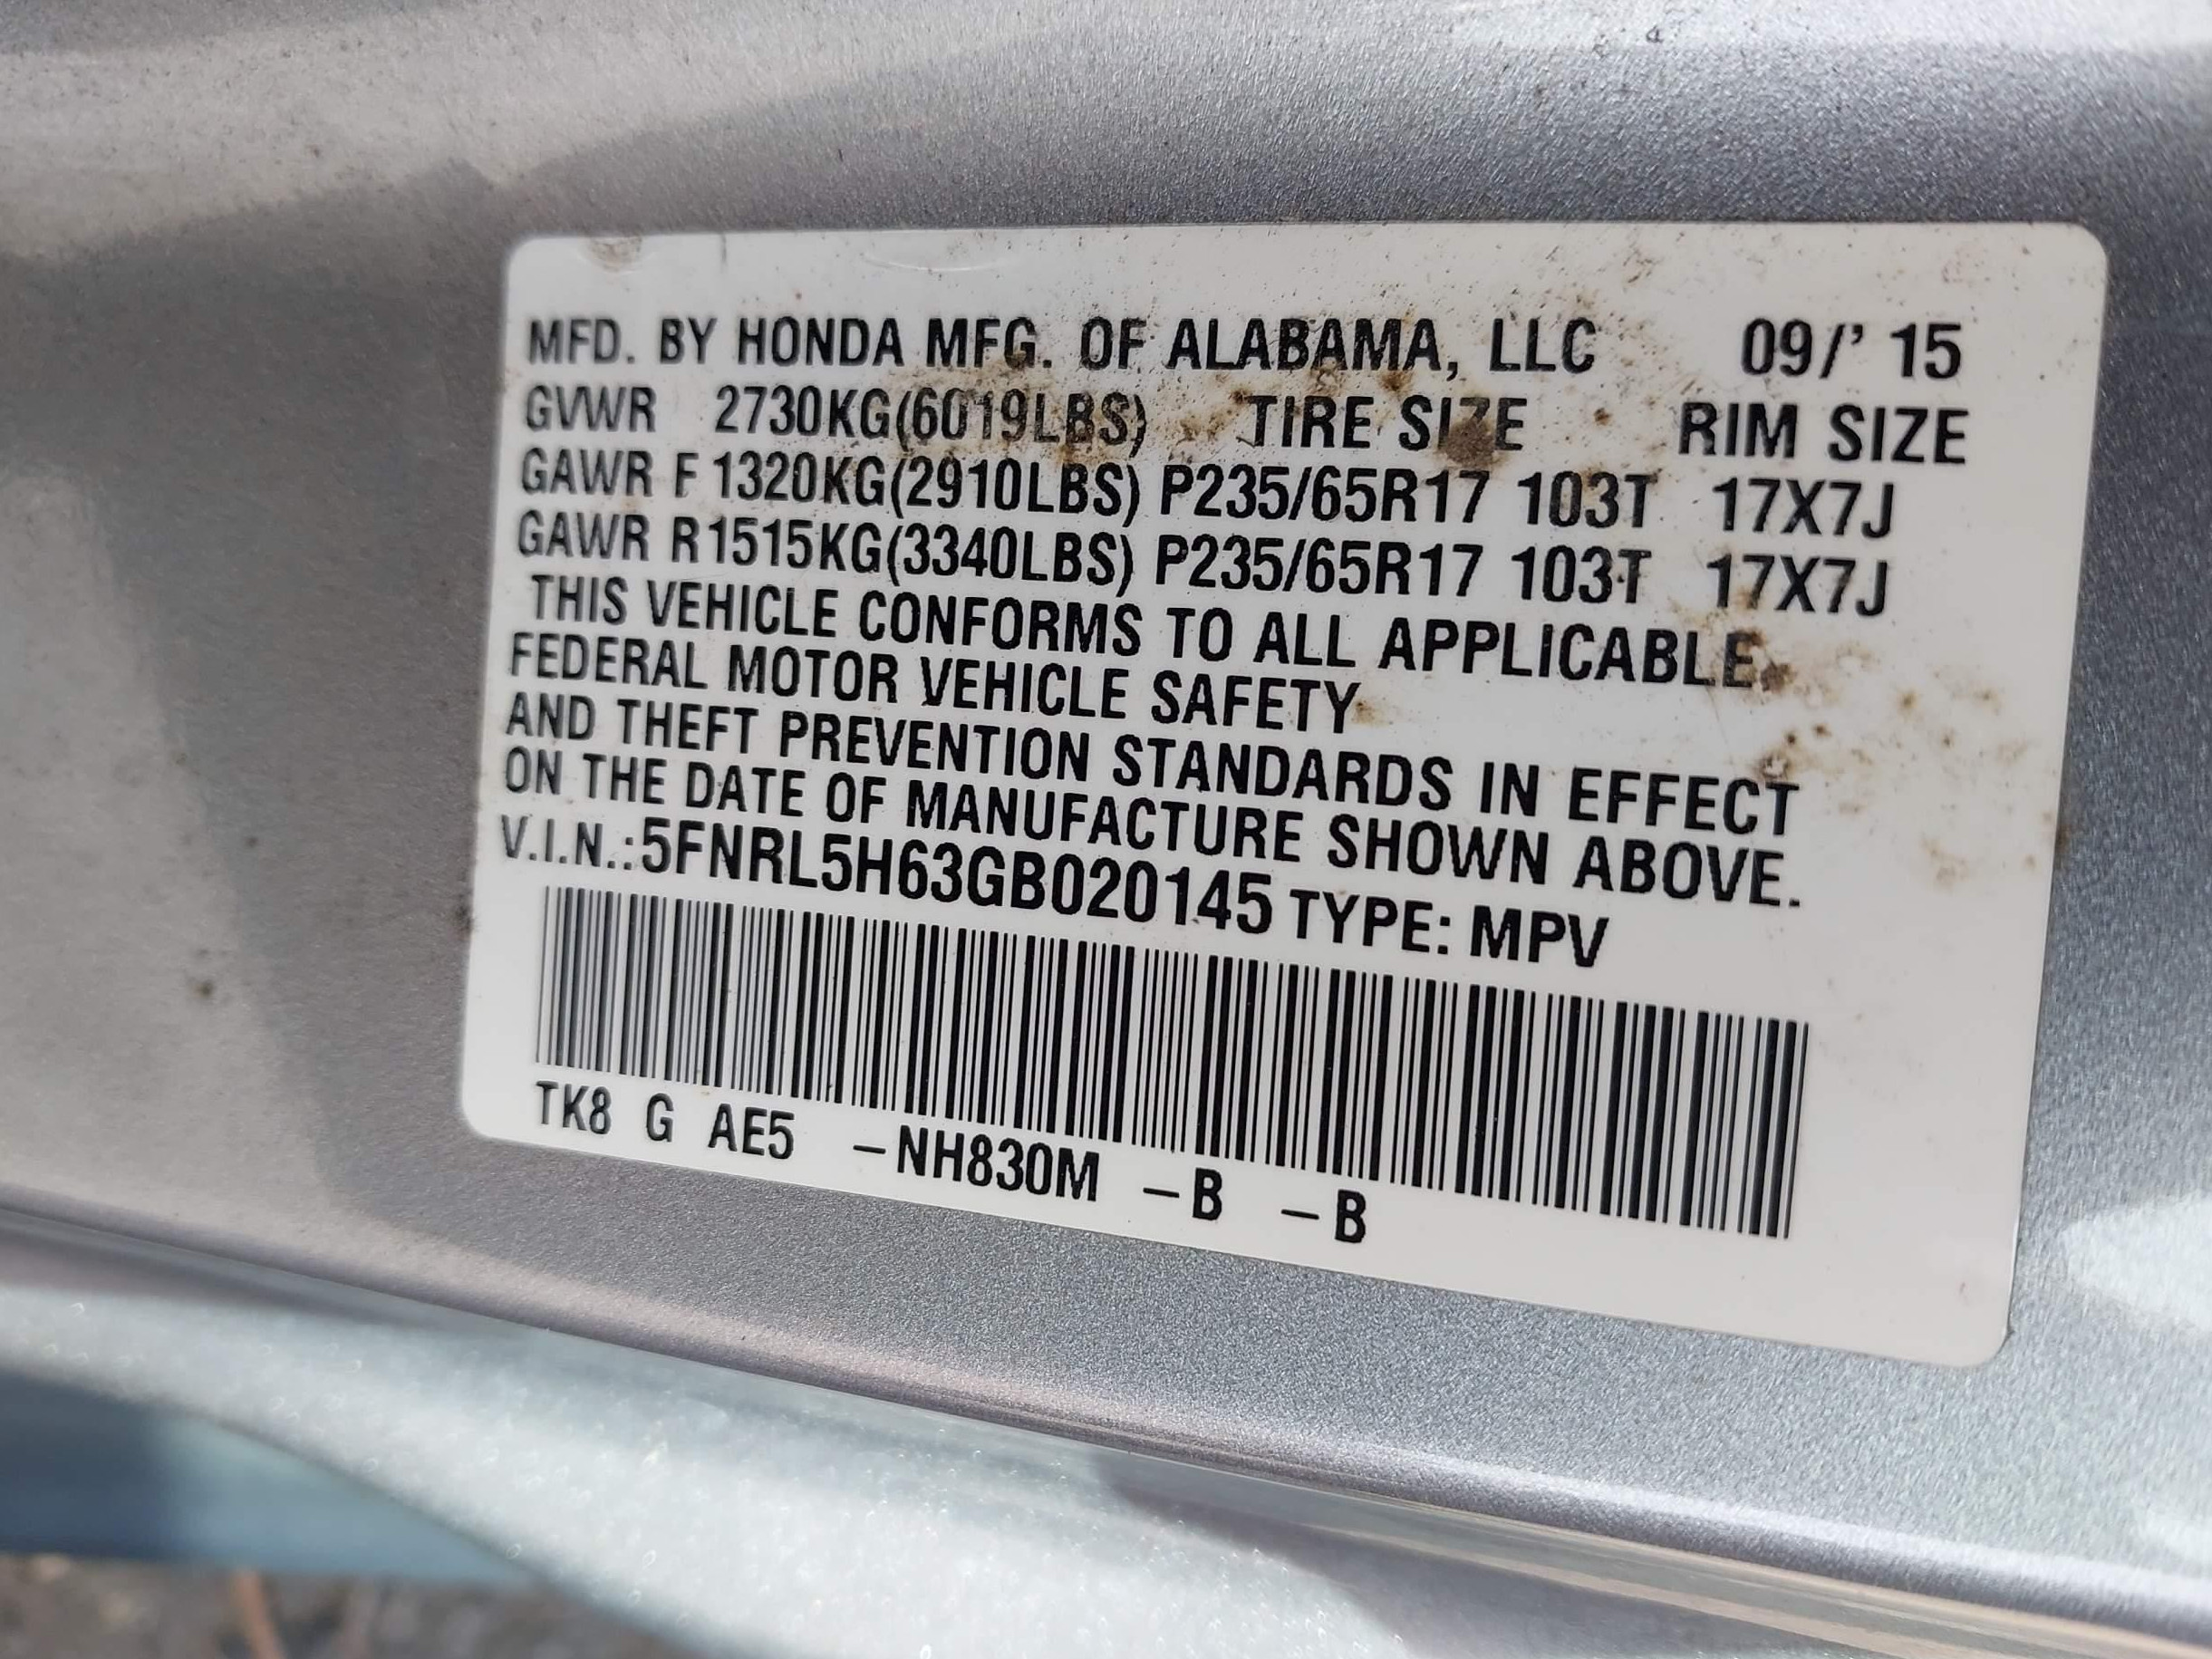 MFD. BY HONDA MFG. OF ALABAMA, LLC 09/' 15
GVWR 2730KG(6019LBS) TIRE SIZE RIM SIZE
GAWR F 1320KG(2910LBS) P235/65R17 103T 17X7J
GAWR R1515KG(3340LBS) P235/65R17 103T 17X7J
THIS VEHICLE CONFORMS TO ALL APPLICABLE
FEDERAL MOTOR VEHICLE SAFETY
AND THEFT PREVENTION STANDARDS IN EFFECT
ON THE DATE OF MANUFACTURE SHOWN ABOVE.
V.I.N.:5FNRL5H63GB020145 TYPE: MPV
TK8 G AE5 –NH830M –B –B